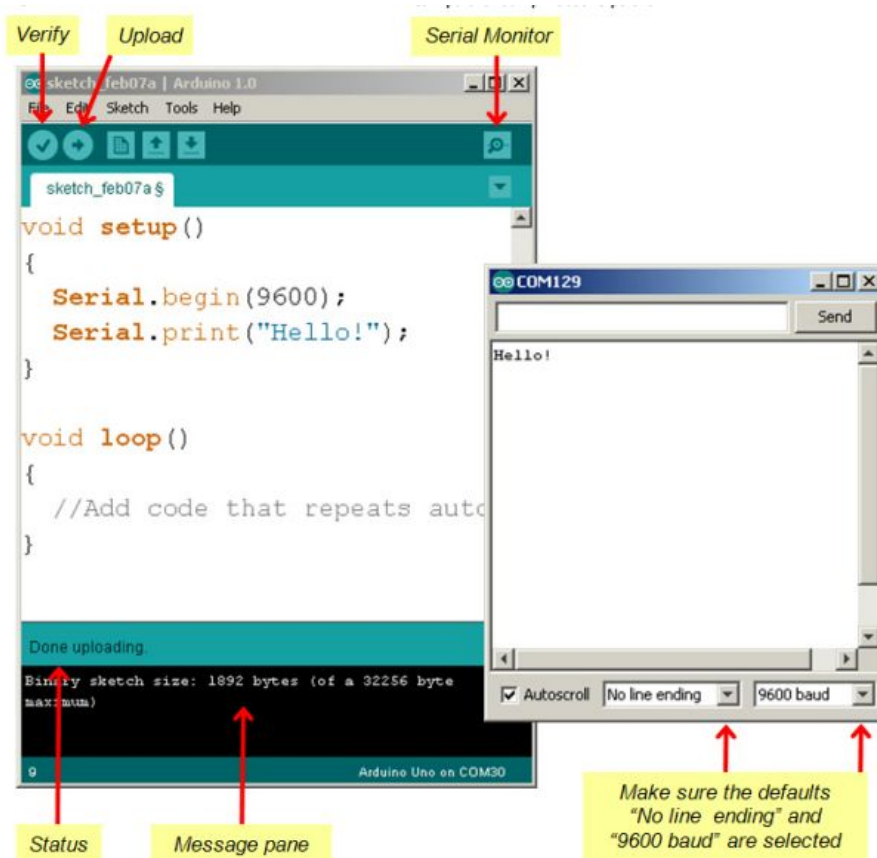 Verify
Upload
Serial Monitor
sketch_feb07a | Arduino 1.0
File Edit Sketch Tools Help
sketch_feb07a §
void setup()
{
Serial.begin(9600);
Serial.print("Hello!");
}
void loop()
{
//Add code that repeats auto
}
Done uploading.
Binary sketch size: 1892 bytes (of a 32256 byte
maximum)
9
Arduino Uno on COM30
COM129
Send
Hello!
Autoscroll
No line ending
9600 baud
Status
Message pane
Make sure the defaults
“No line ending” and
“9600 baud” are selected